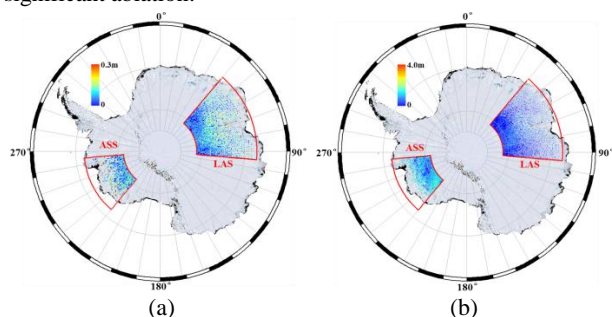 significant ablation.
0°
0.3m
0
ASS
LAS
270°
90°
180°
(a)
0°
4.0m
0
ASS
LAS
270°
90°
180°
(b)